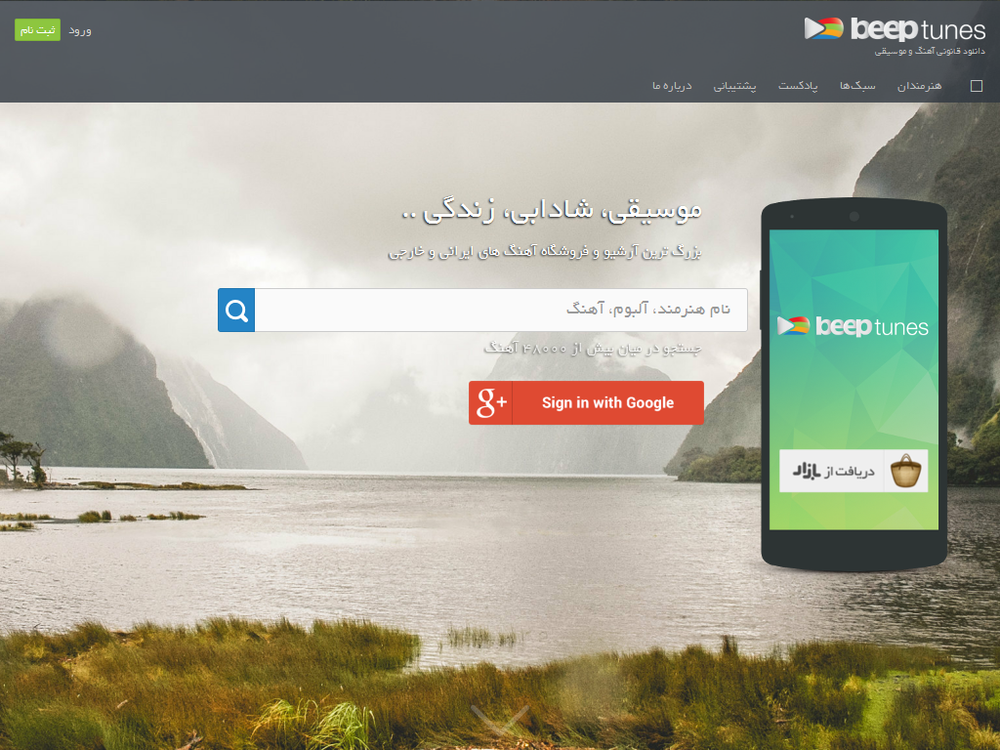 beeptunes
دانلود قانونی آهنگ و موسیقی
ورود
ثبت نام
هنرمندان
سبک‌ها
پادکست
پشتیبانی
درباره ما
موسیقی، شادابی، زندگی ..
بزرگ ترین آرشیو و فروشگاه آهنگ های ایرانی و خارجی
نام هنرمند، آلبوم، آهنگ
جستجو در میان بیش از ۴۸۰۰۰ آهنگ
g+ Sign in with Google
beeptunes
دریافت از بازار